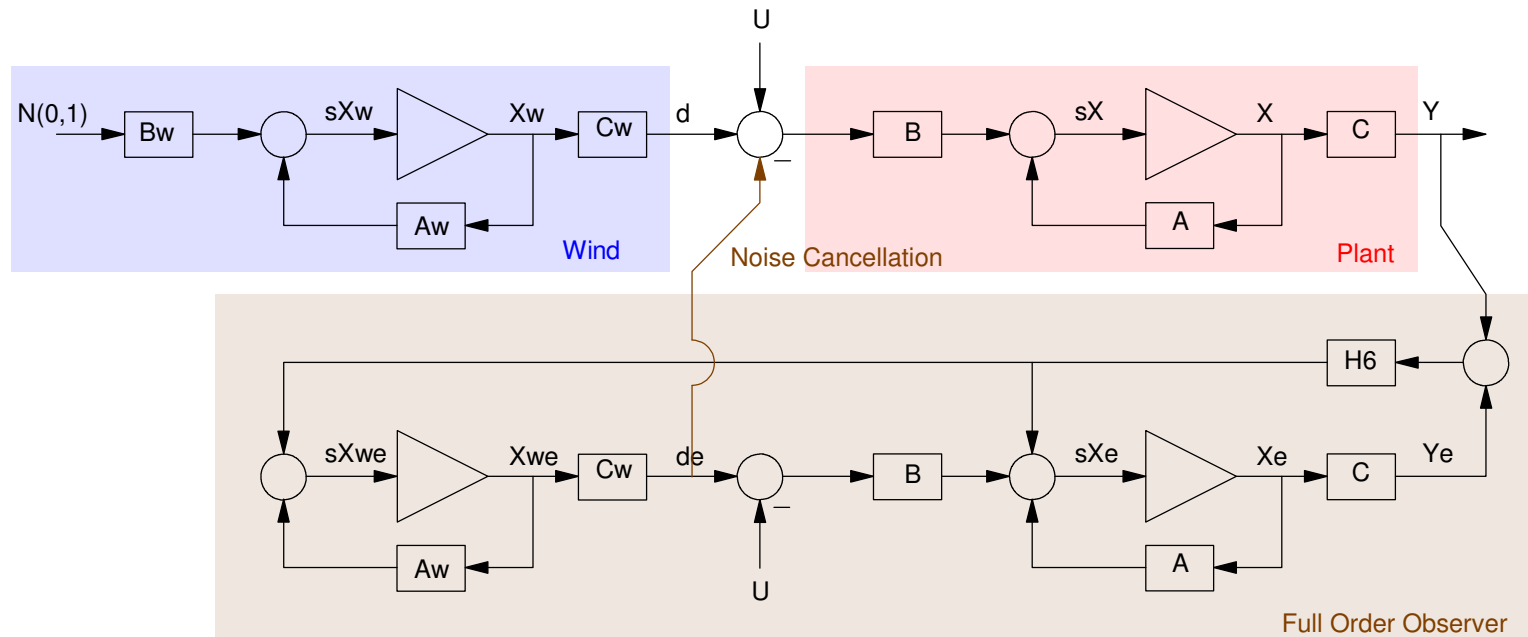 U
N(0,1)
Bw
sXw
Xw
Cw
d
B
sX
X
C
Y
Aw
A
Wind
Noise Cancellation
Plant
H6
sXwe
Xwe
Cw
de
B
sXe
Xe
C
Ye
Aw
A
U
Full Order Observer